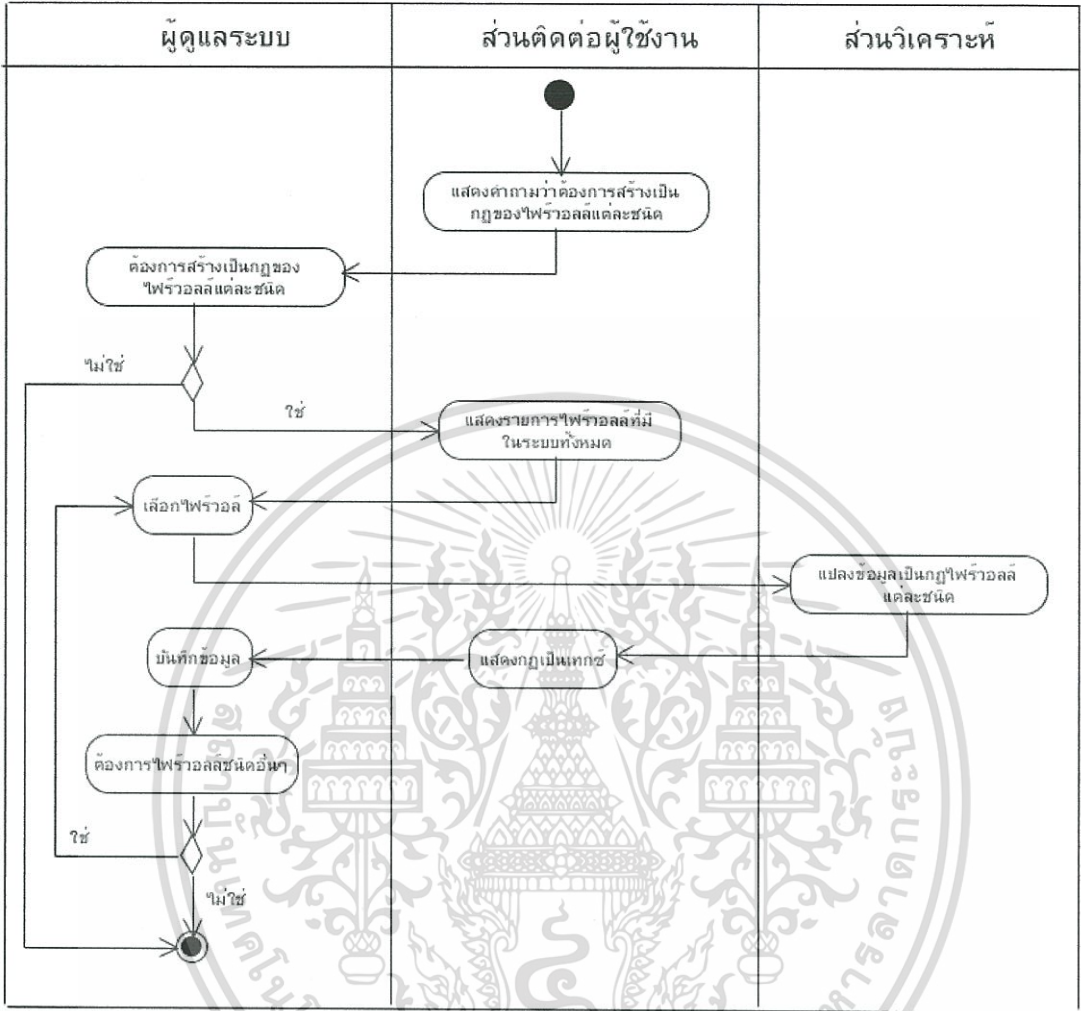 ผู้ดูแลระบบ
ส่วนติดต่อผู้ใช้งาน
ส่วนวิเคราะห์
แสดงคำถามว่าต้องการสร้างเป็น
กฎของไฟร์วอลล์แต่ละชนิด
ต้องการสร้างเป็นกฎของ
ไฟร์วอลล์แต่ละชนิด
ไม่ใช่
ใช่
แสดงรายการไฟร์วอลล์ที่มี
ในระบบทั้งหมด
เลือกไฟร์วอล์
แปลงข้อมูลเป็นกฎไฟร์วอลล์
แต่ละชนิด
แสดงกฎเป็นเทกซ์
บันทึกข้อมูล
ต้องการไฟร์วอลล์ชนิดอื่นๆ
ใช่
ไม่ใช่